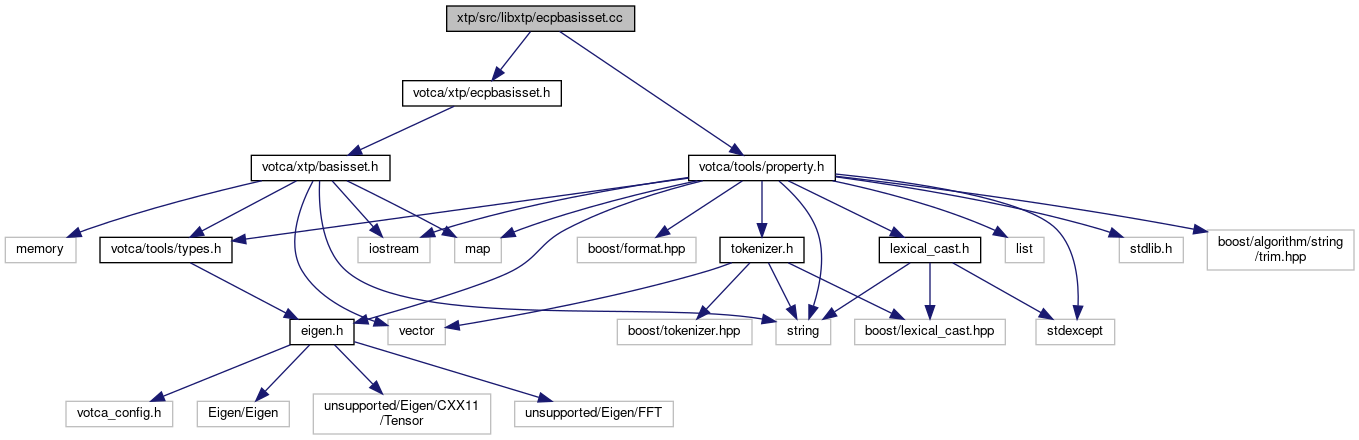 xtp/src/libxtp/ecpbasisset.cc
votca/xtp/ecpbasisset.h
votca/xtp/basisset.h
votca/tools/property.h
memory
votca/tools/types.h
iostream
map
boost/format.hpp
tokenizer.h
lexical_cast.h
list
stdlib.h
boost/algorithm/string
/trim.hpp
eigen.h
vector
boost/tokenizer.hpp
string
boost/lexical_cast.hpp
stdexcept
votca_config.h
Eigen/Eigen
unsupported/Eigen/CXX11
/Tensor
unsupported/Eigen/FFT